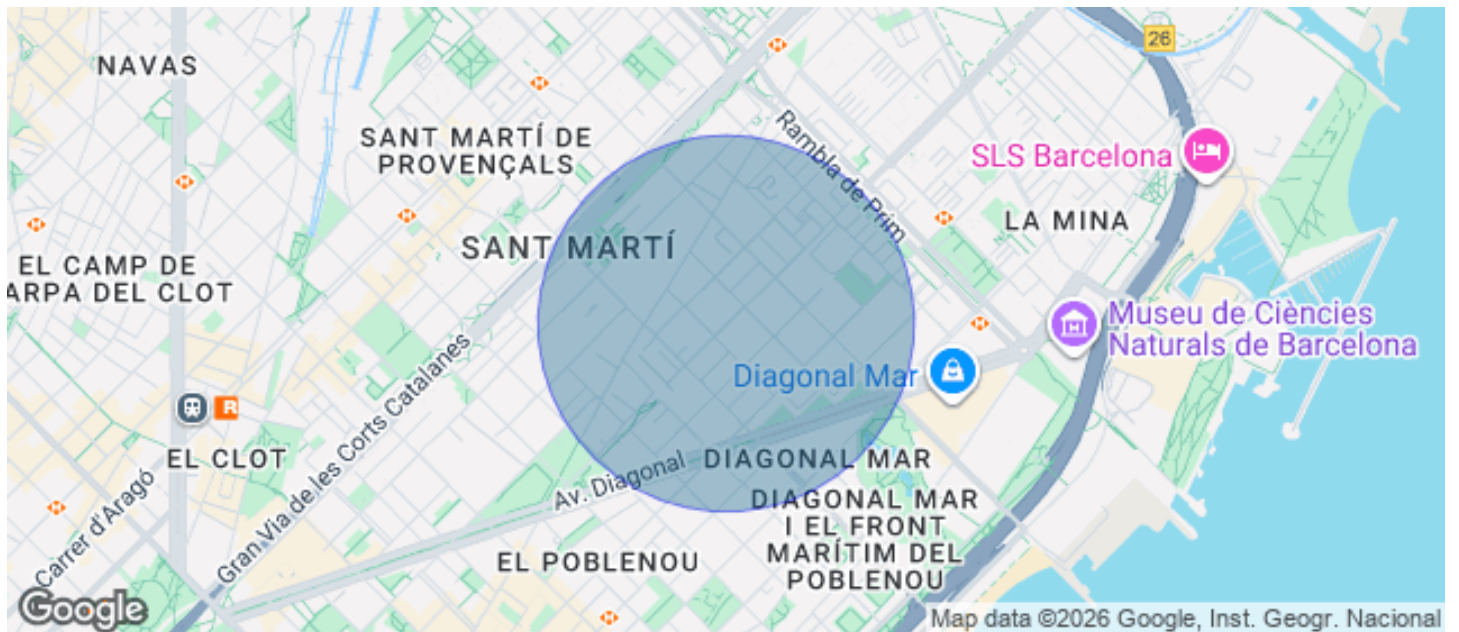 26
NAVAS
SANT MARTÍ DE
PROVENÇALS
Rambla de Prim
SLS Barcelona
LA MINA
SANT MARTÍ
EL CAMP DE
ARPA DEL CLOT
Museu de Ciències
Naturals de Barcelona
Diagonal Mar
Gran Via de les Corts Catalanes
R
EL CLOT
DIAGONAL MAR
Av. Diagonal
Carrer d'Aragó
DIAGONAL MAR
I EL FRONT
MARÍTIM DEL
POBLENOU
EL POBLENOU
Google
Map data ©2026 Google, Inst. Geogr. Nacional